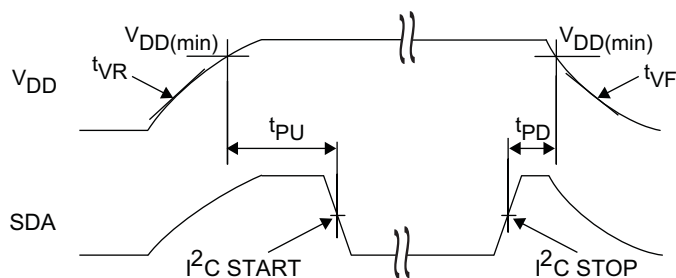 VDD(min)
VDD(min)
tVR
tVF
VDD
tPU
tPD
SDA
I2C START
I2C STOP